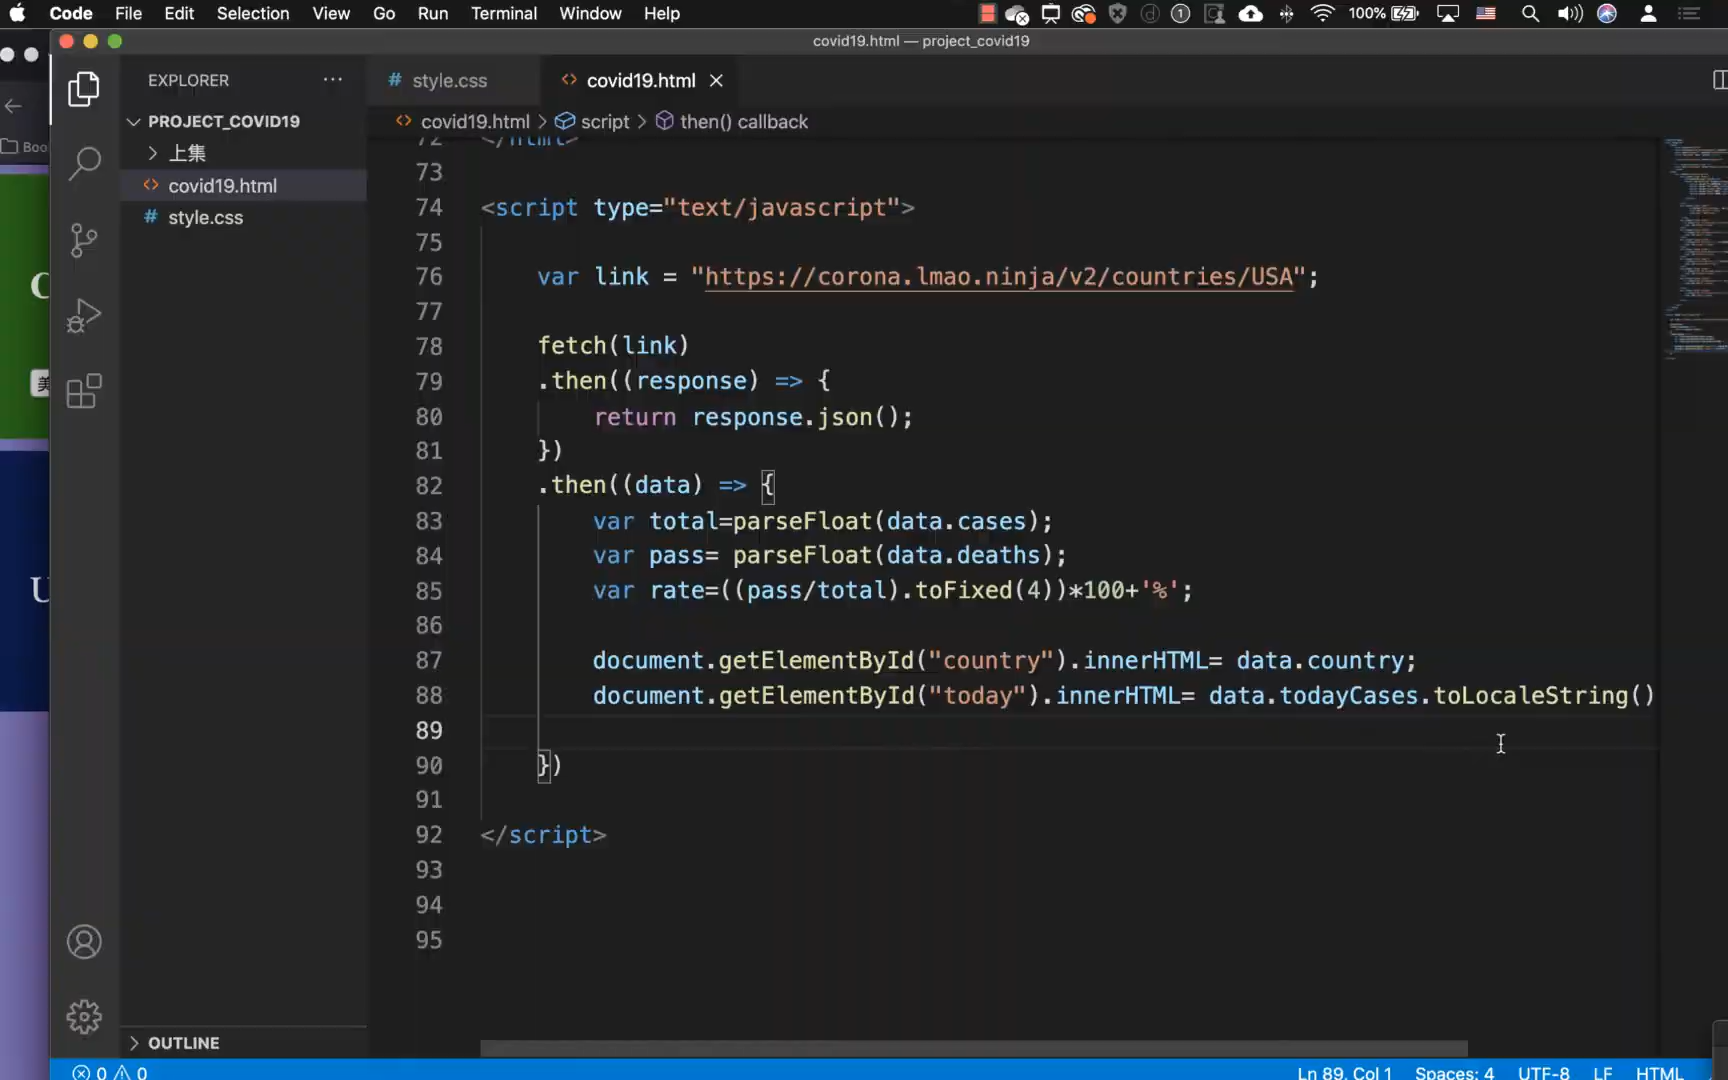 Code File Edit Selection View Go Run Terminal Window Help 100%
covid19.html — project_covid19
EXPLORER ...
style.css
covid19.html
PROJECT_COVID19
covid19.html > script > then() callback
上集
covid19.html
style.css
Boo
C
美
U
72 </html>
73
74 <script type="text/javascript">
75
76 var link = "https://corona.lmao.ninja/v2/countries/USA";
77
78 fetch(link)
79 .then((response) => {
80 return response.json();
81 })
82 .then((data) => {
83 var total=parseFloat(data.cases);
84 var pass= parseFloat(data.deaths);
85 var rate=((pass/total).toFixed(4))*100+'%';
86
87 document.getElementById("country").innerHTML= data.country;
88 document.getElementById("today").innerHTML= data.todayCases.toLocaleString()
89
90 })
91
92 </script>
93
94
95
OUTLINE
0 0
Ln 89, Col 1 Spaces: 4 UTF-8 LF HTML